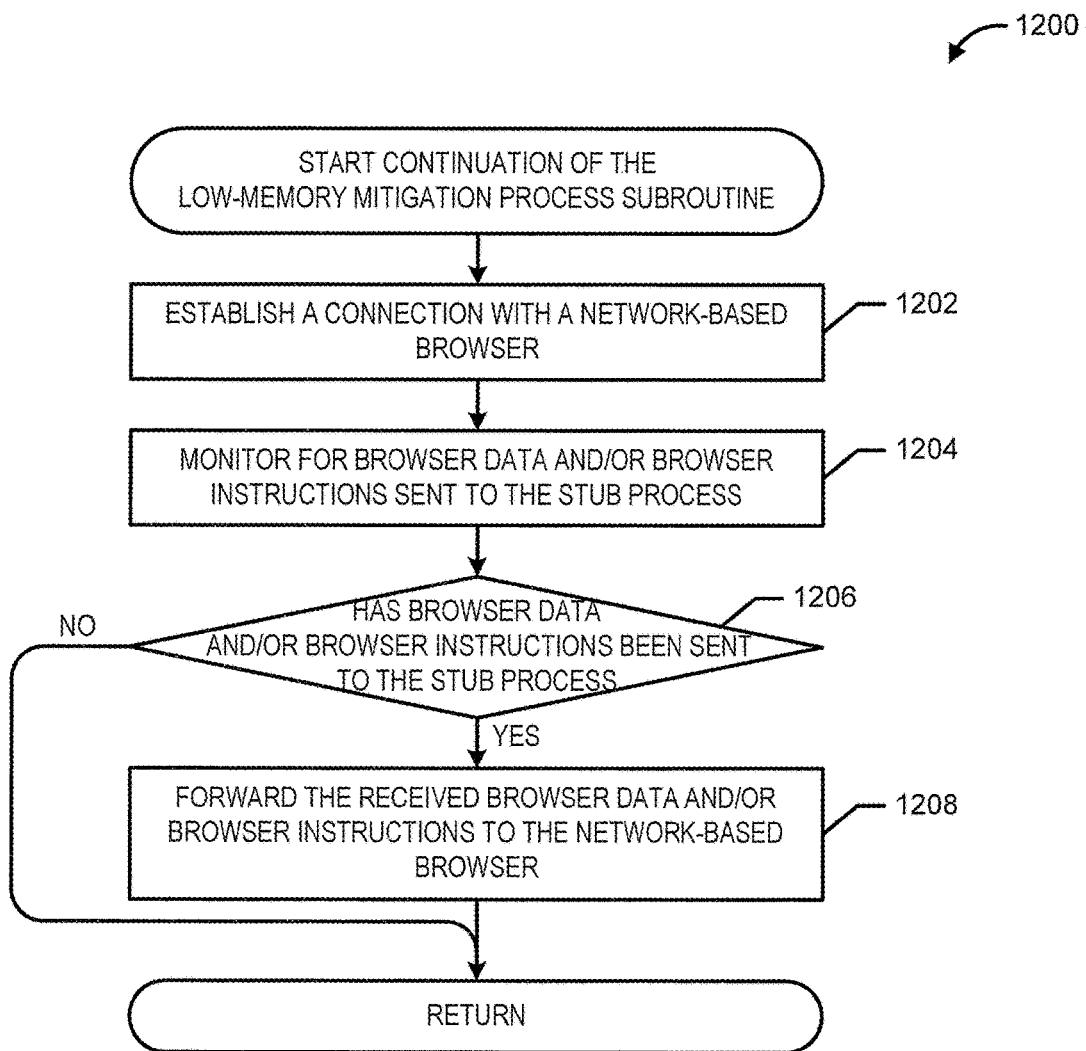 1200
START CONTINUATION OF THE
LOW-MEMORY MITIGATION PROCESS SUBROUTINE
ESTABLISH A CONNECTION WITH A NETWORK-BASED
BROWSER
1202
MONITOR FOR BROWSER DATA AND/OR BROWSER
INSTRUCTIONS SENT TO THE STUB PROCESS
1204
HAS BROWSER DATA
AND/OR BROWSER INSTRUCTIONS BEEN SENT
TO THE STUB PROCESS
1206
NO
YES
FORWARD THE RECEIVED BROWSER DATA AND/OR
BROWSER INSTRUCTIONS TO THE NETWORK-BASED
BROWSER
1208
RETURN